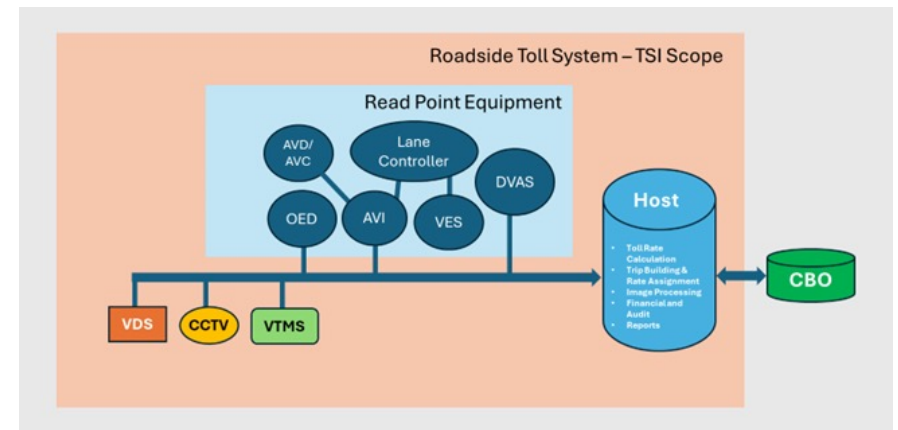 Roadside Toll System – TSI Scope
Read Point Equipment
AVD/
AVC
Lane
Controller
DVAS
OED
AVI
VES
Host
• Toll Rate
Calculation
• Trip Building &
Rate Assignment
• Image Processing
• Financial and
Audit
• Reports
CBO
VDS
CCTV
VTMS